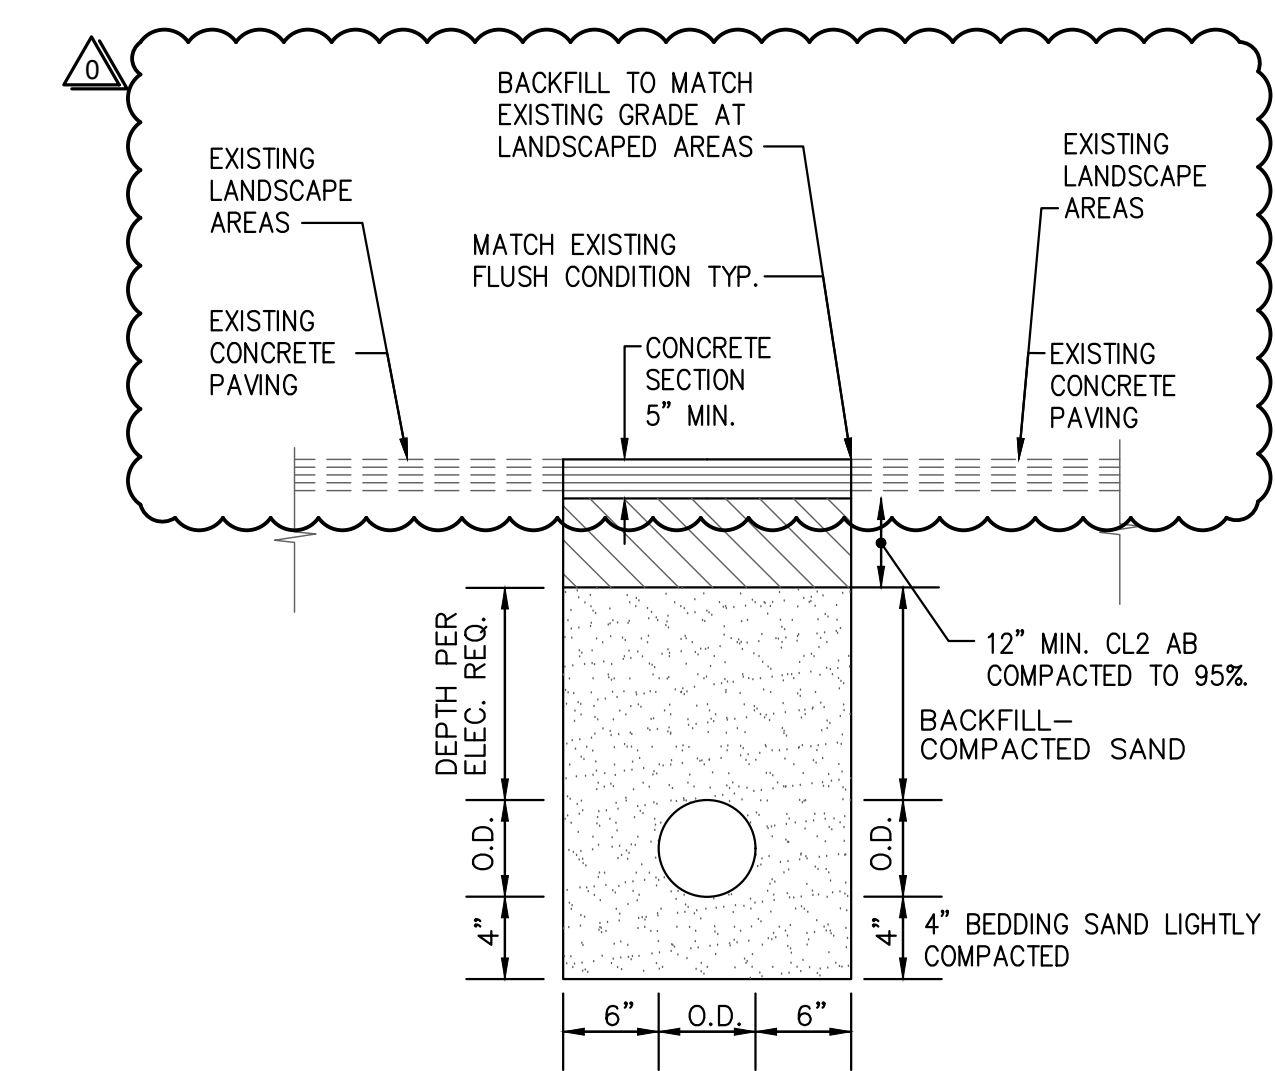 0
BACKFILL TO MATCH
EXISTING GRADE AT
LANDSCAPED AREAS
EXISTING
LANDSCAPE
AREAS
EXISTING
LANDSCAPE
AREAS
MATCH EXISTING
FLUSH CONDITION TYP.
EXISTING
CONCRETE
PAVING
CONCRETE
SECTION
5” MIN.
EXISTING
CONCRETE
PAVING
DEPTH PER
ELEC. REQ.
12” MIN. CL2 AB
COMPACTED TO 95%.
BACKFILL–
COMPACTED SAND
O.D.
O.D.
4”
4”
4” BEDDING SAND LIGHTLY
COMPACTED
6”
O.D.
6”